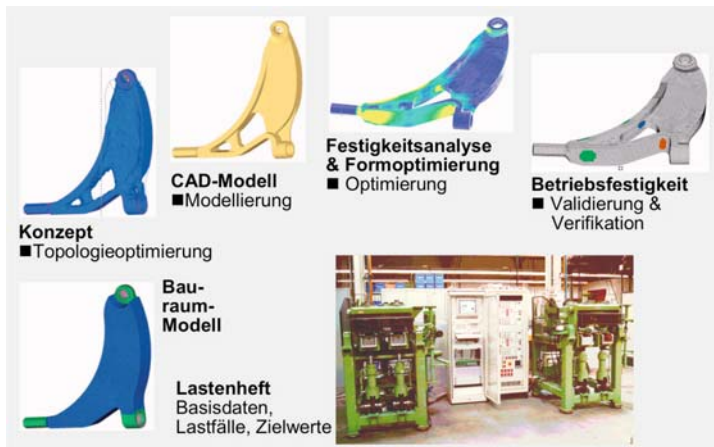 Konzept
■Topologieoptimierung
CAD-Modell
■Modellierung
Festigkeitsanalyse
& Formoptimierung
■ Optimierung
Betriebsfestigkeit
■ Validierung &
Verifikation
Bau-
raum-
Modell
Lastenheft
Basisdaten,
Lastfälle, Zielwerte